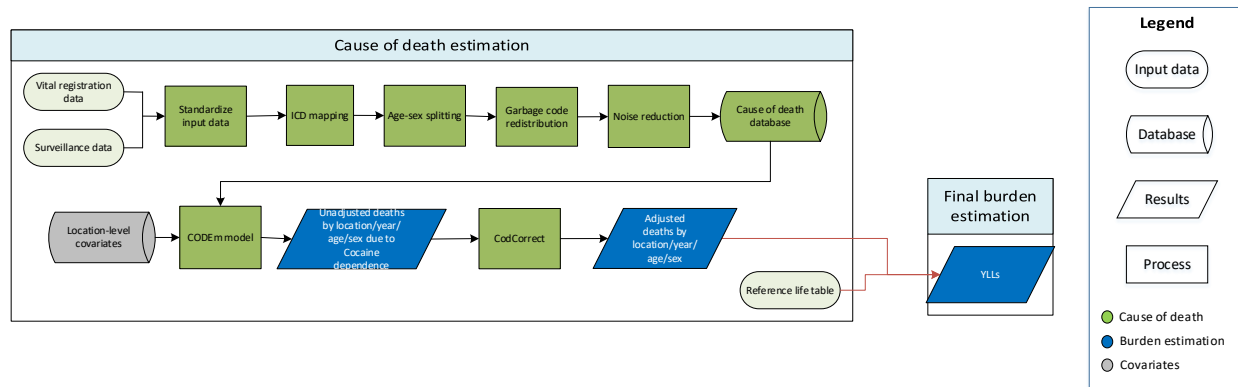 Cause of death estimation
Vital registration
data
Surveillance data
Standardize
input data
ICD mapping
Age-sex splitting
Garbage code
redistribution
Noise reduction
Cause of death
database
Location-level
covariates
CODEm model
Unadjusted deaths
by location/year/
age/sex due to
Cocaine
dependence
CodCorrect
Adjusted
deaths by
location/year/
age/sex
Reference life table
Final burden
estimation
YLLs
Legend
Input data
Database
Results
Process
Cause of death
Burden estimation
Covariates